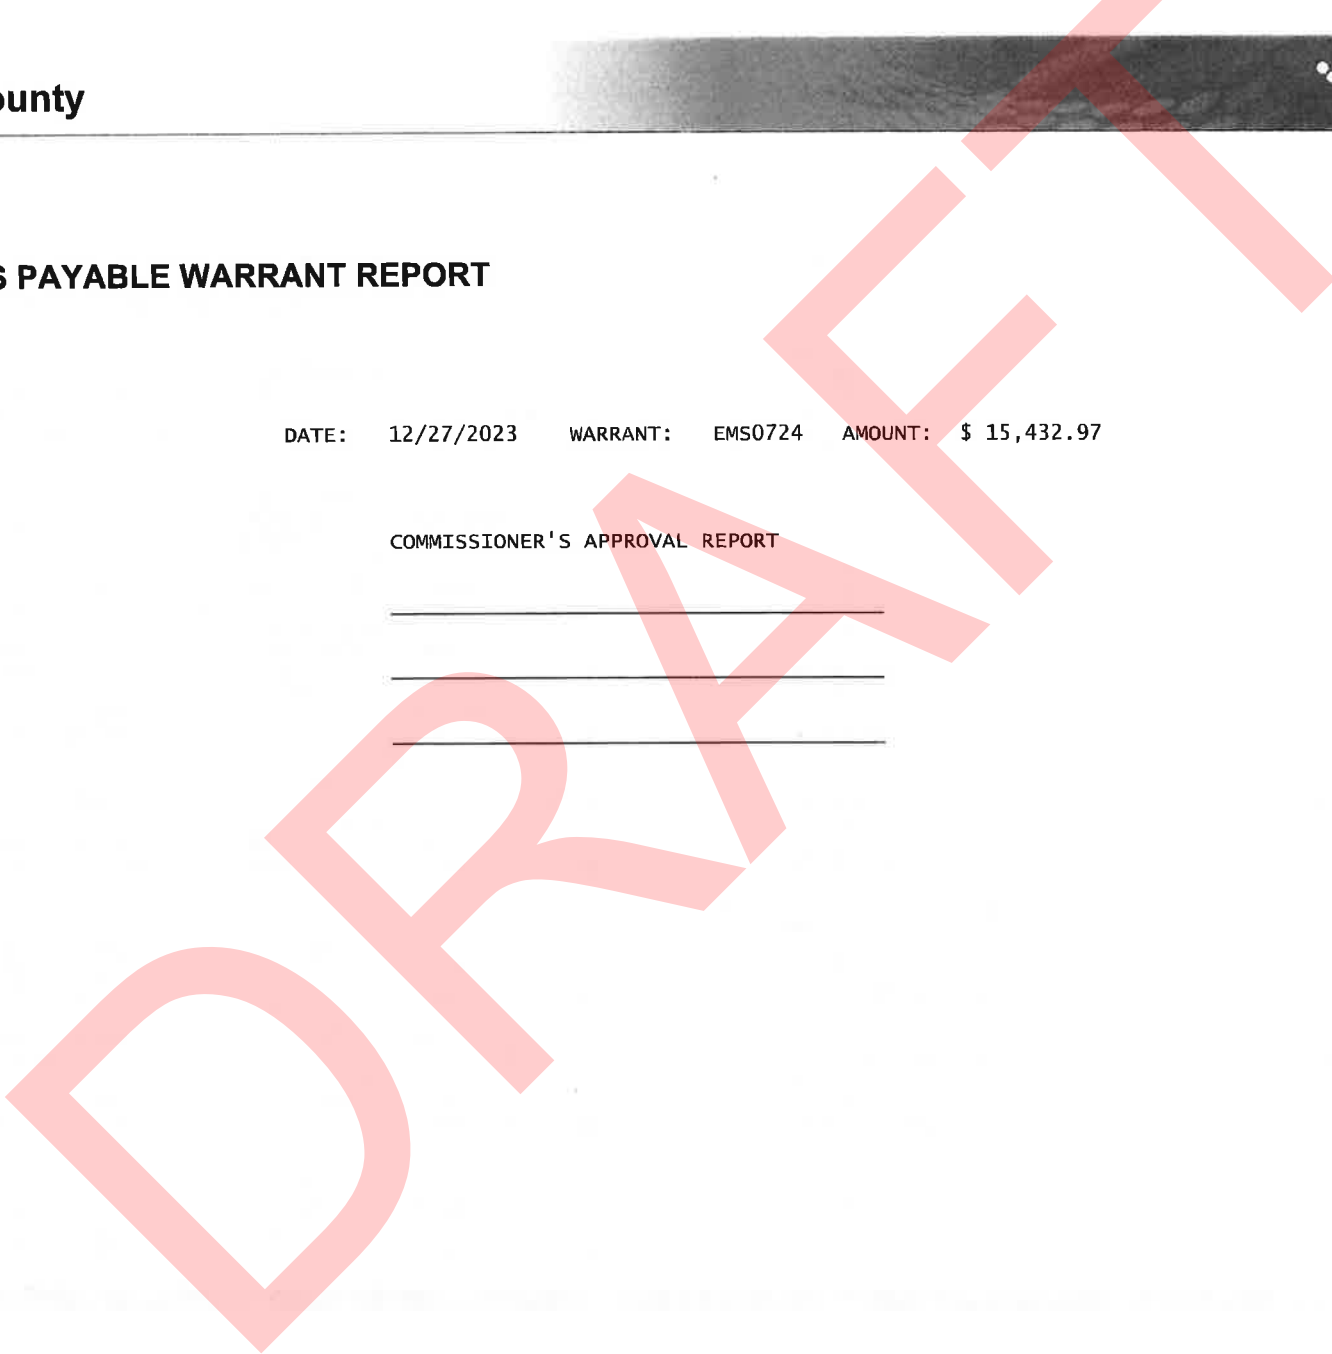 ounty
S PAYABLE WARRANT REPORT
DATE: 12/27/2023 WARRANT: EMS0724 AMOUNT: $ 15,432.97
COMMISSIONER'S APPROVAL REPORT
DRAFT